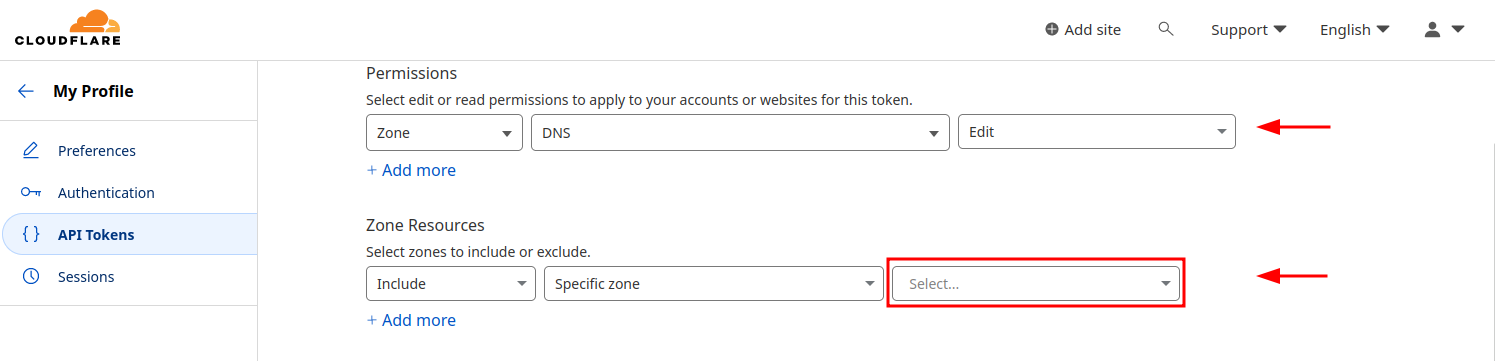 CLOUDFLARE
Add site Support English
My Profile
Preferences
Authentication
API Tokens
Sessions
Permissions
Select edit or read permissions to apply to your accounts or websites for this token.
Zone DNS Edit
+ Add more
Zone Resources
Select zones to include or exclude.
Include Specific zone Select...
+ Add more